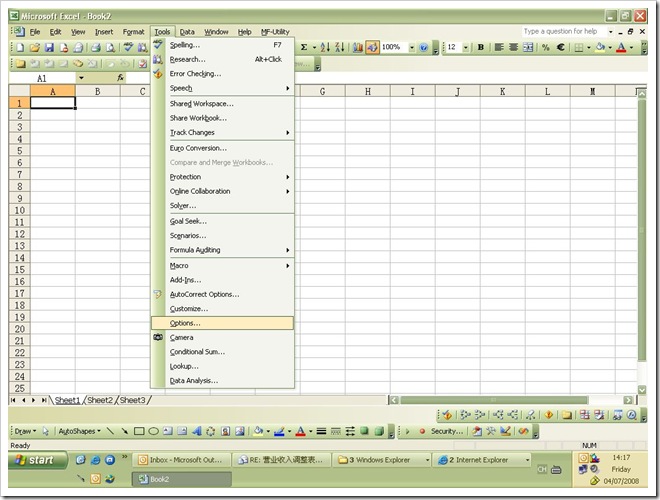 Microsoft Excel - Book2
File Edit View Insert Format Tools Data Window Help MF-Utility
Type a question for help
100%
12
B
%
€
A
A1
fx
A B C G H I J K L M
Spelling... F7
Research... Alt+Click
Error Checking...
Speech
Shared Workspace...
Share Workbook...
Track Changes
Euro Conversion...
Compare and Merge Workbooks...
Protection
Online Collaboration
Solver...
Goal Seek...
Scenarios...
Formula Auditing
Macro
Add-Ins...
AutoCorrect Options...
Customize...
Options...
Camera
Conditional Sum...
Lookup...
Data Analysis...
1
2
3
4
5
6
7
8
9
10
11
12
13
14
15
16
17
18
19
20
21
22
23
24
25
Sheet1 Sheet2 Sheet3
Draw AutoShapes
Security...
Ready NUM
start
Inbox - Microsoft Out...
RE: 营业收入调整表...
3 Windows Explorer
2 Internet Explorer
Book2
CH
14:17
Friday
04/07/2008